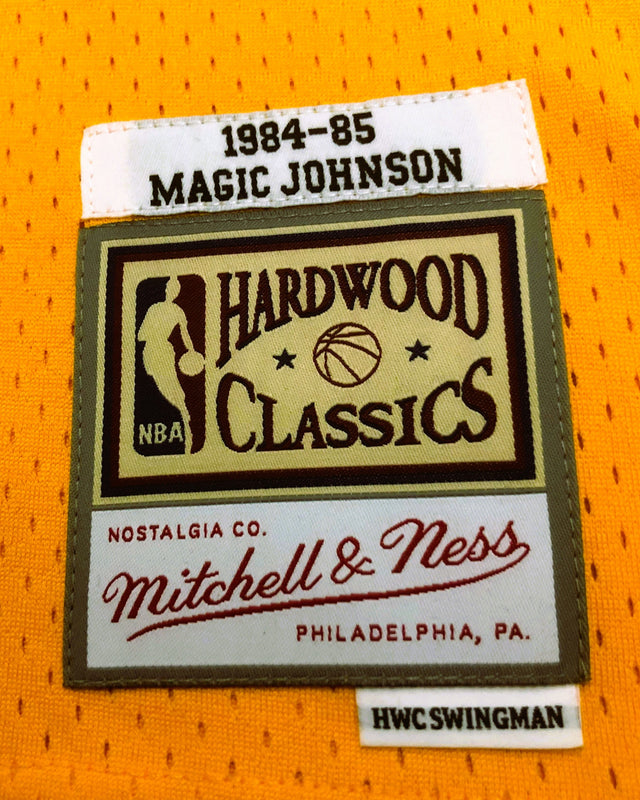 1984-85
MAGIC JOHNSON
HARDWOOD
CLASSICS
NBA
NOSTALGIA CO.
Mitchell & Ness
PHILADELPHIA, PA.
HWC SWINGMAN